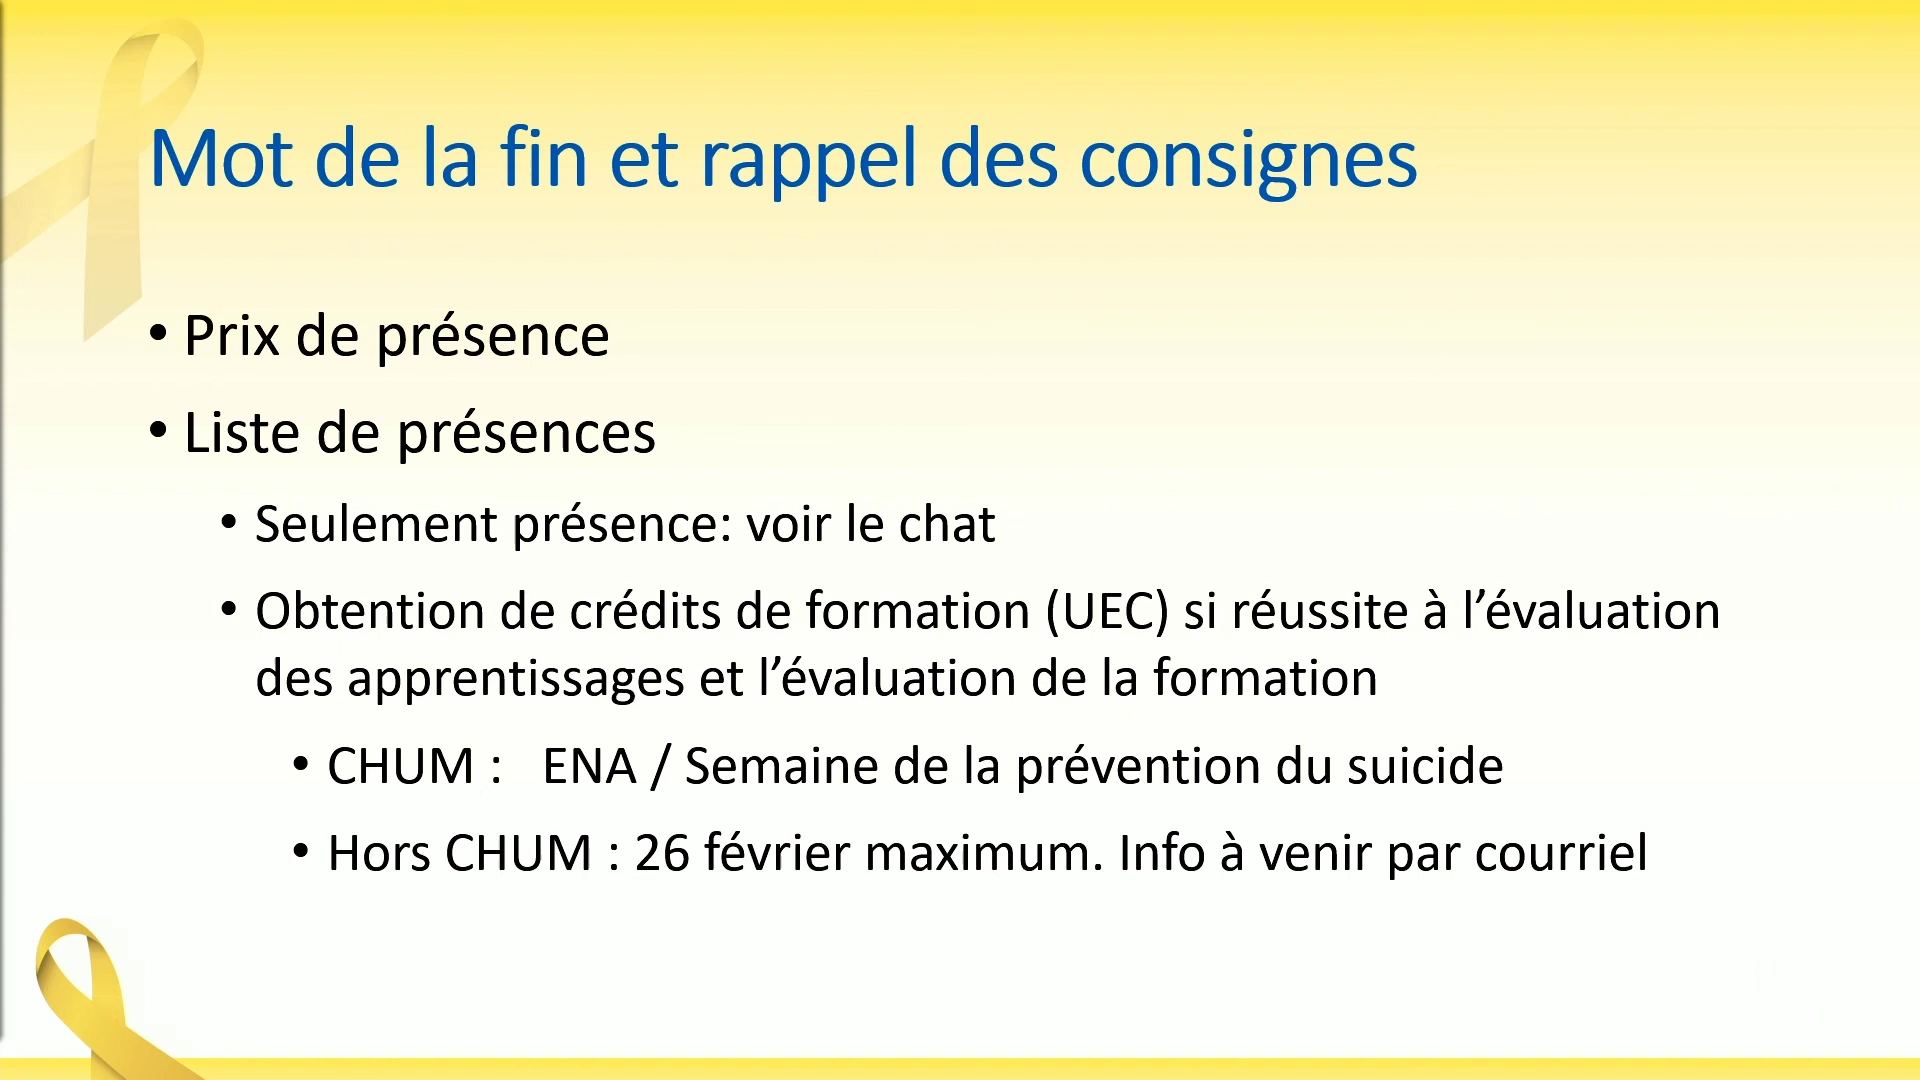 Mot de la fin et rappel des consignes
• Prix de présence
• Liste de présences
• Seulement présence: voir le chat
• Obtention de crédits de formation (UEC) si réussite à l’évaluation
des apprentissages et l’évaluation de la formation
• CHUM : ENA / Semaine de la prévention du suicide
• Hors CHUM : 26 février maximum. Info à venir par courriel